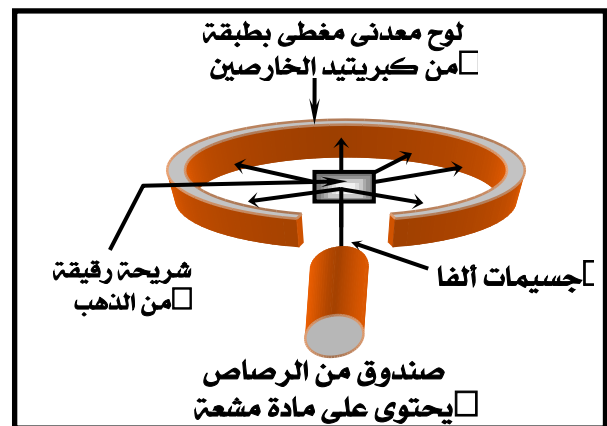 لوح معدنى مغطى بطبقة
من كبريتيد الخارصين
شريحة رقيقة
من الذهب
جسيمات ألفا
صندوق من الرصاص
يحتوى على مادة مشعة